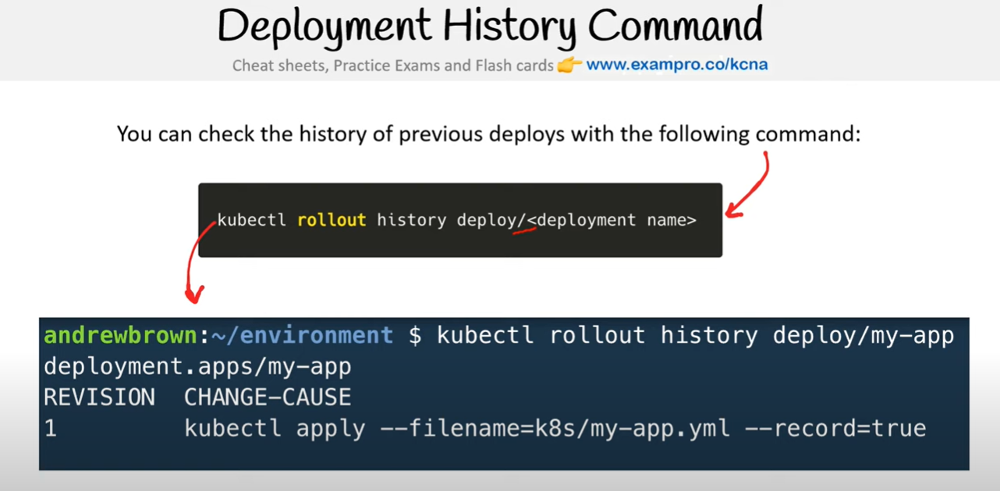 Deployment History Command
Cheat sheets, Practice Exams and Flash cards 👉 www.exampro.co/kcna
You can check the history of previous deploys with the following command:
kubectl rollout history deploy/<deployment name>
andrewbrown:~/environment $ kubectl rollout history deploy/my-app
deployment.apps/my-app
REVISION  CHANGE-CAUSE
1         kubectl apply --filename=k8s/my-app.yml --record=true